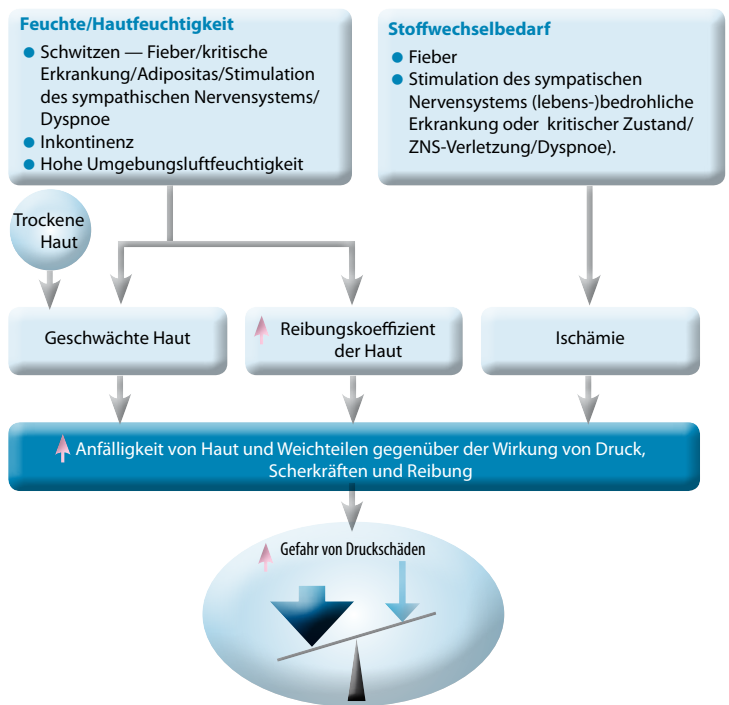 Feuchte/Hautfeuchtigkeit
● Schwitzen — Fieber/kritische
Erkrankung/Adipositas/Stimulation
des sympathischen Nervensystems/
Dyspnoe
● Inkontinenz
● Hohe Umgebungsluftfeuchtigkeit
Stoffwechselbedarf
● Fieber
● Stimulation des sympatischen
Nervensystems (lebens-)bedrohliche
Erkrankung oder kritischer Zustand/
ZNS-Verletzung/Dyspnoe).
Trockene
Haut
Geschwächte Haut
Reibungskoeffizient
der Haut
Ischämie
Anfälligkeit von Haut und Weichteilen gegenüber der Wirkung von Druck,
Scherkräften und Reibung
Gefahr von Druckschäden